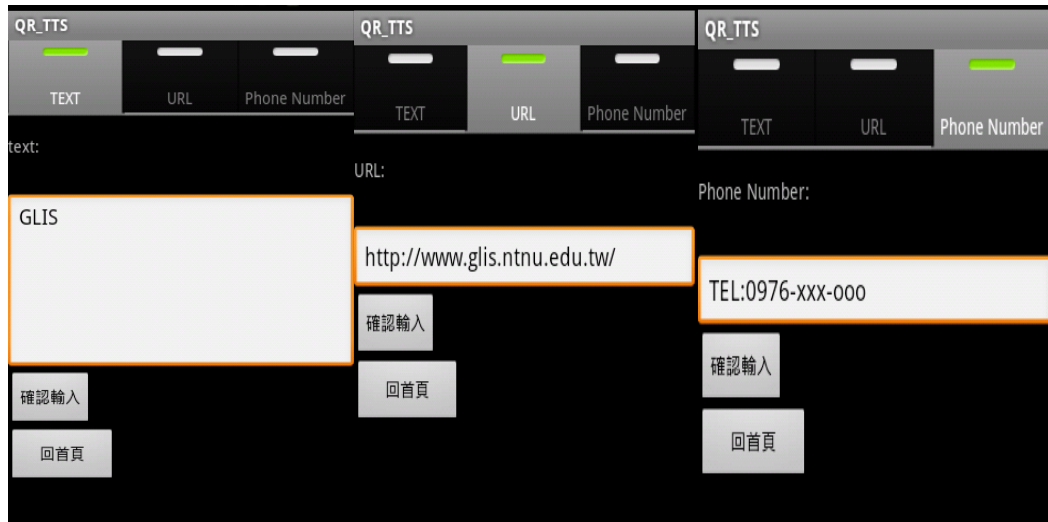 QR_TTS
TEXT URL Phone Number
text:
GLIS
確認輸入
回首頁
QR_TTS
TEXT URL Phone Number
URL:
http://www.glis.ntnu.edu.tw/
確認輸入
回首頁
QR_TTS
TEXT URL Phone Number
Phone Number:
TEL:0976-xxx-ooo
確認輸入
回首頁